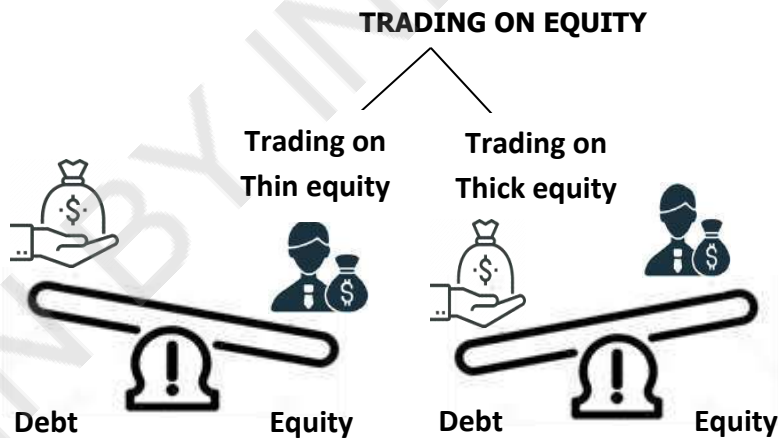 TRADING ON EQUITY
Trading on
Thin equity
Trading on
Thick equity
$
$
$
$
!
!
Debt
Equity
Debt
Equity